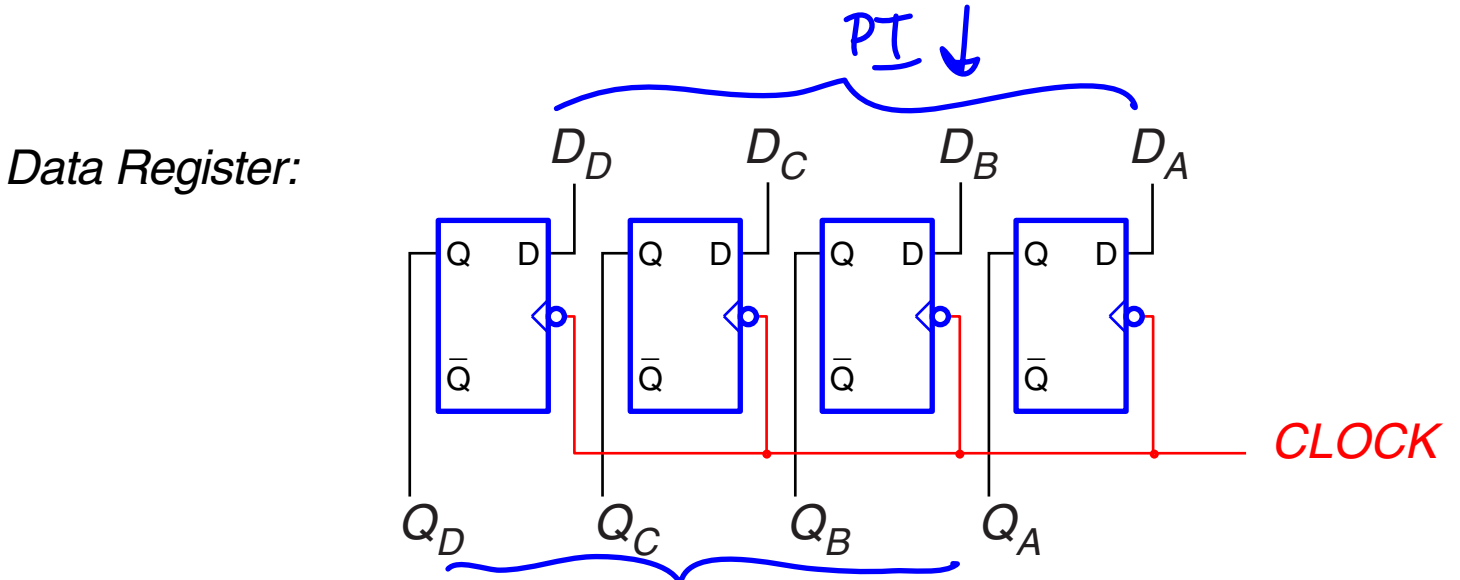 PI
D_D D_C D_B D_A
Data Register:
Q D Q D Q D Q D
Q̅ Q̅ Q̅ Q̅
CLOCK
Q_D Q_C Q_B Q_A